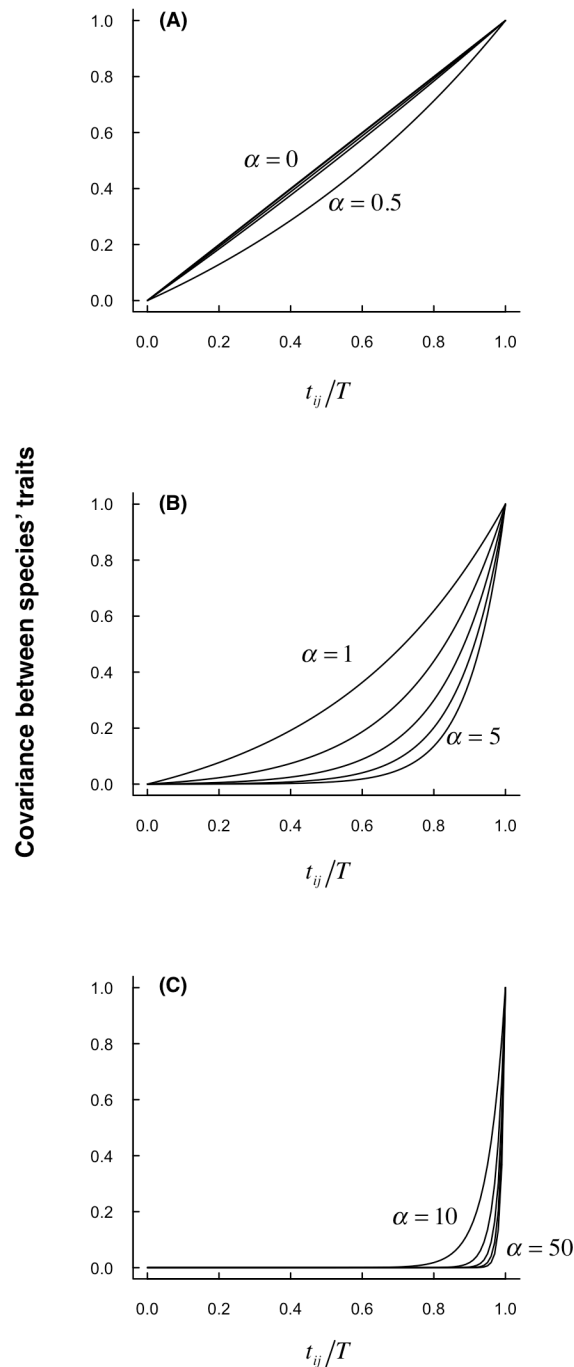 Covariance between species' traits
(A)
1.0
0.8
0.6
0.4
0.2
0.0
α = 0
α = 0.5
0.0 0.2 0.4 0.6 0.8 1.0
t_ij/T
(B)
1.0
0.8
0.6
0.4
0.2
0.0
α = 1
α = 5
0.0 0.2 0.4 0.6 0.8 1.0
t_ij/T
(C)
1.0
0.8
0.6
0.4
0.2
0.0
α = 10
α = 50
0.0 0.2 0.4 0.6 0.8 1.0
t_ij/T